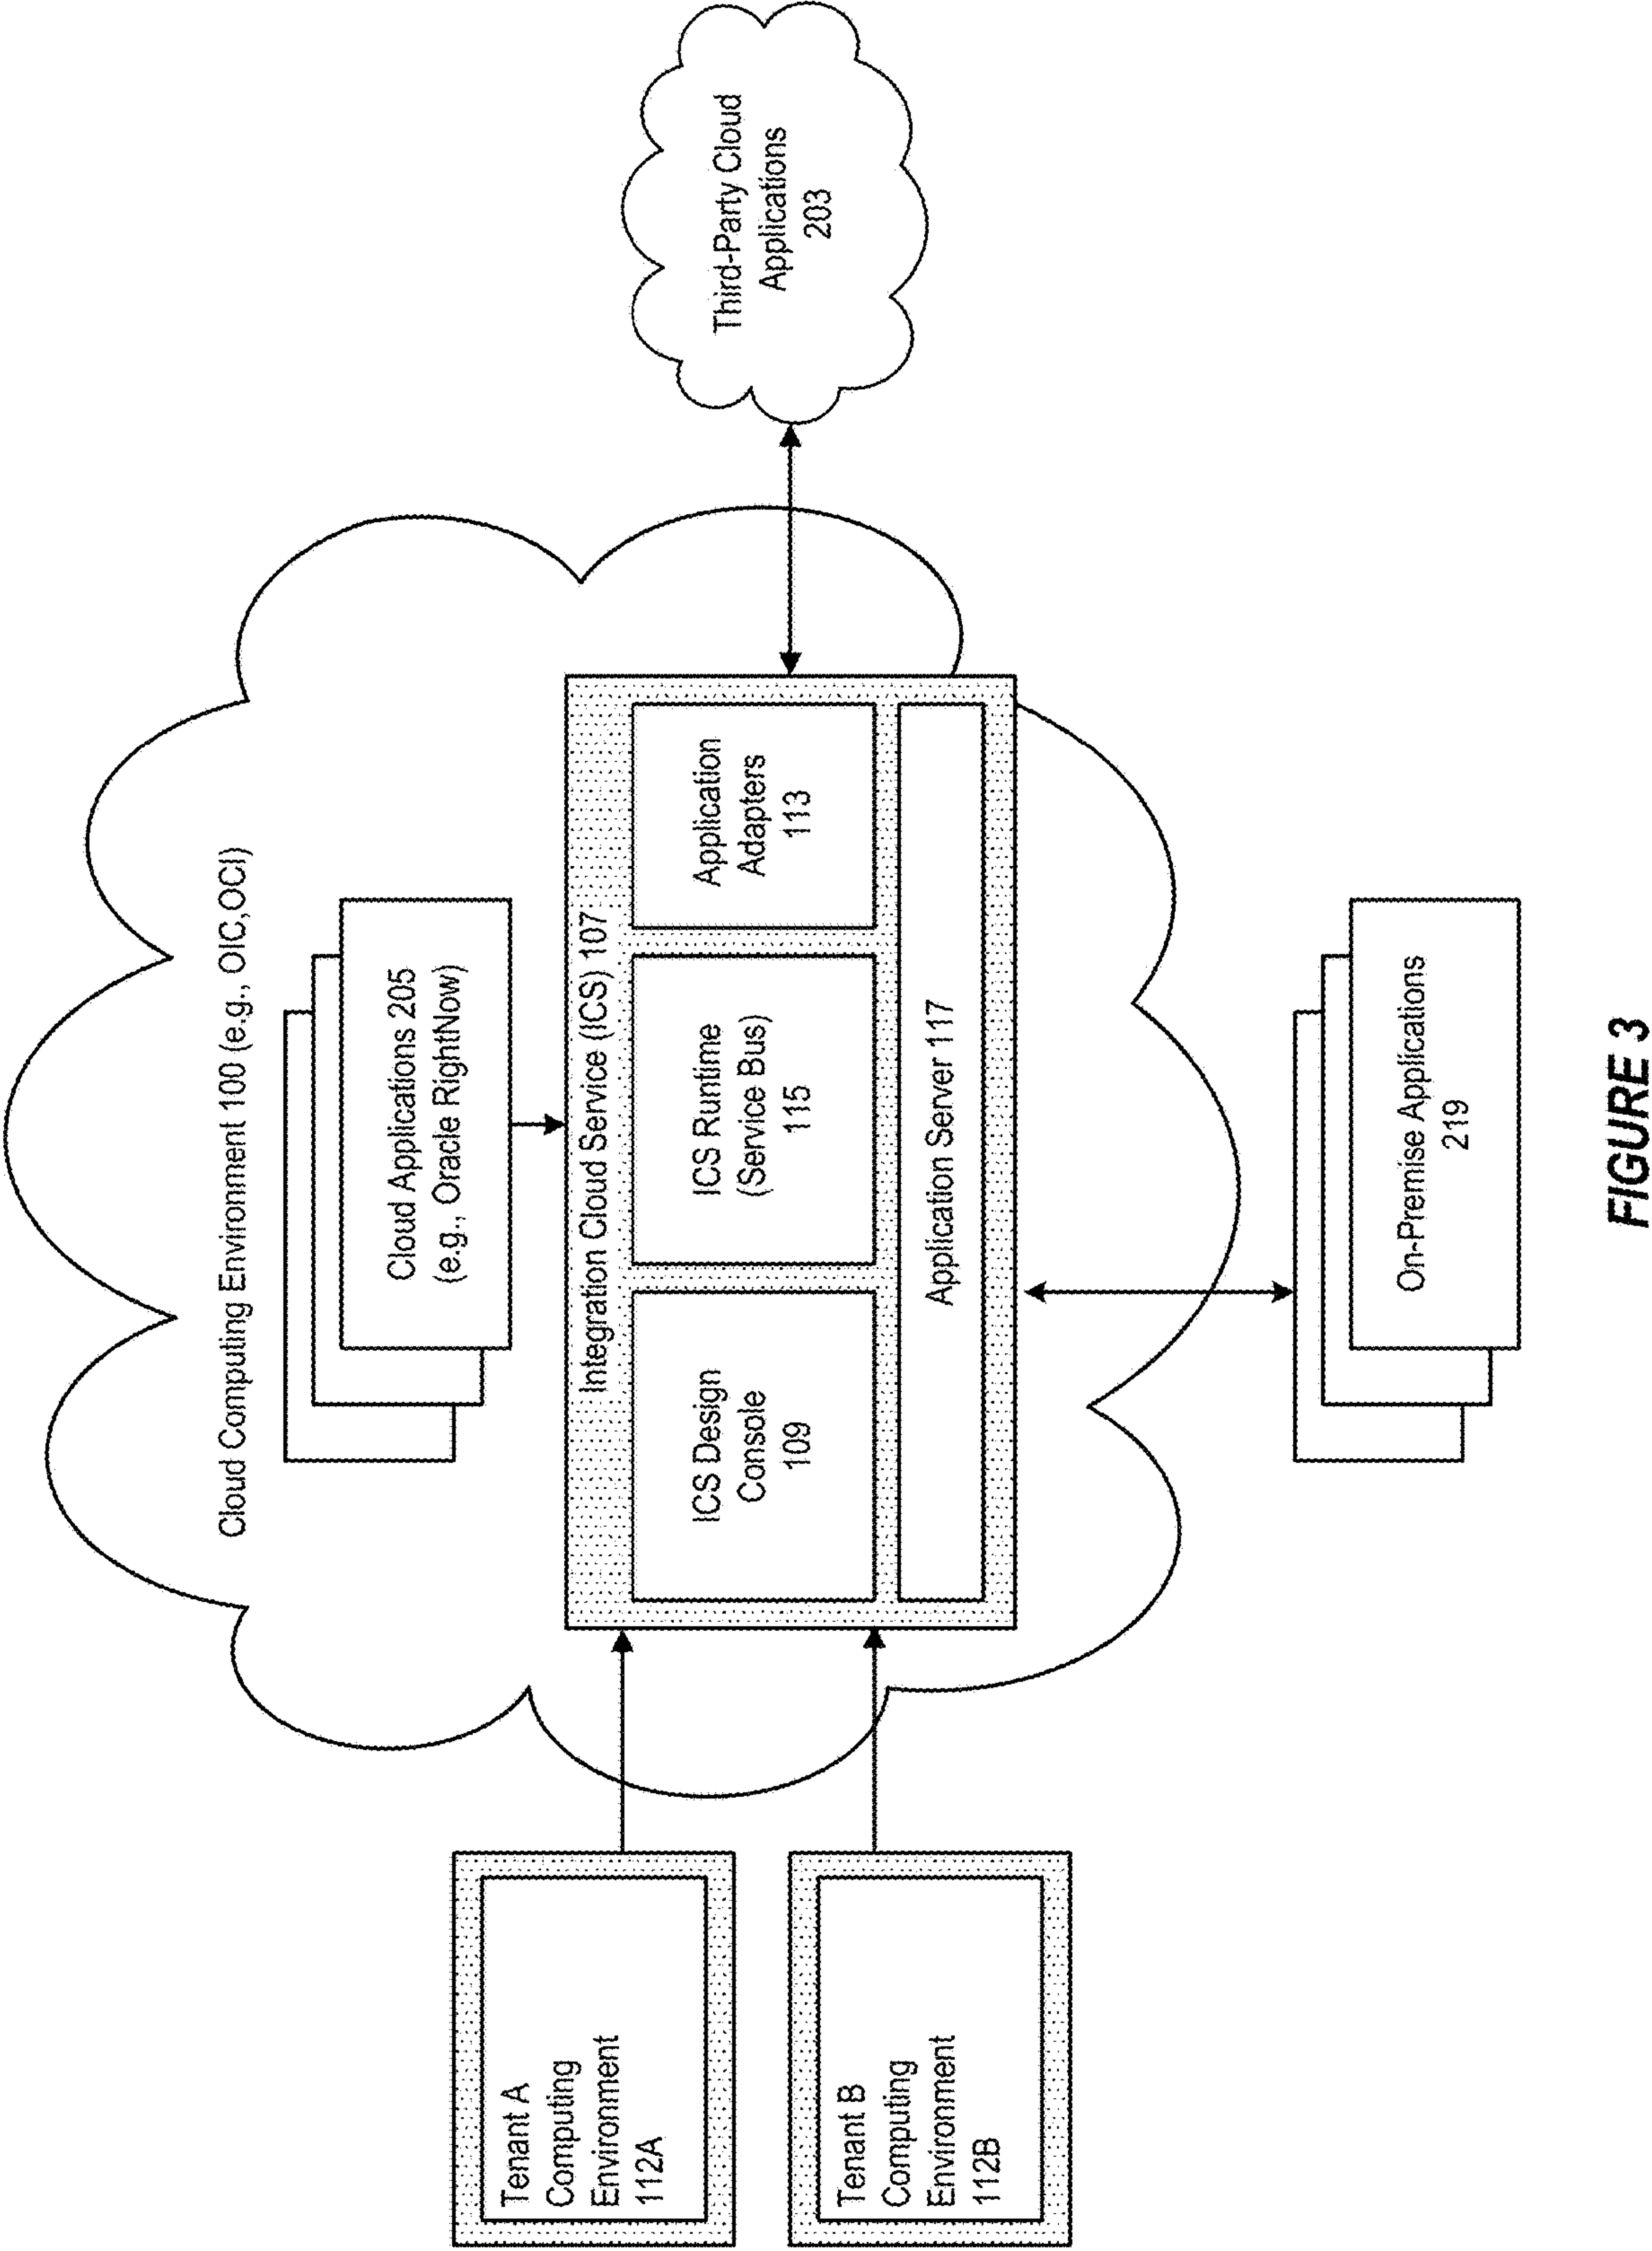 Cloud Computing Environment 100 (e.g., OIC,OCI)
Cloud Applications 205
(e.g., Oracle RightNow)
Integration Cloud Service (ICS) 107
ICS Design
Console
109
ICS Runtime
(Service Bus)
115
Application
Adapters
113
Application Server 117
Tenant A
Computing
Environment
112A
Tenant B
Computing
Environment
112B
Third-Party Cloud
Applications
203
On-Premise Applications
219
FIGURE 3